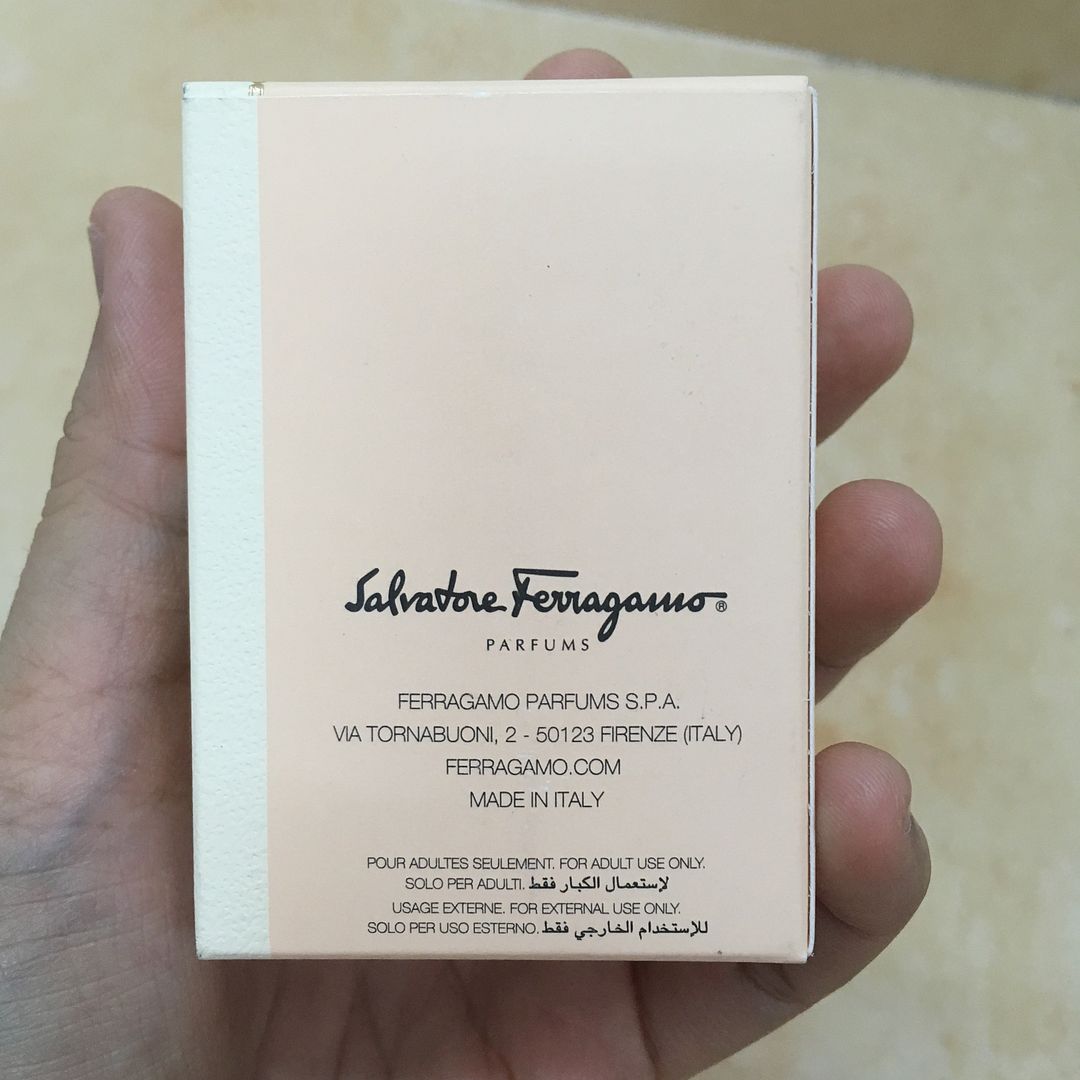 Salvatore Ferragamo®
PARFUMS
FERRAGAMO PARFUMS S.P.A.
VIA TORNABUONI, 2 - 50123 FIRENZE (ITALY)
FERRAGAMO.COM
MADE IN ITALY
POUR ADULTES SEULEMENT. FOR ADULT USE ONLY.
SOLO PER ADULTI. لإستعمال الكبار فقط
USAGE EXTERNE. FOR EXTERNAL USE ONLY.
SOLO PER USO ESTERNO. للإستخدام الخارجي فقط